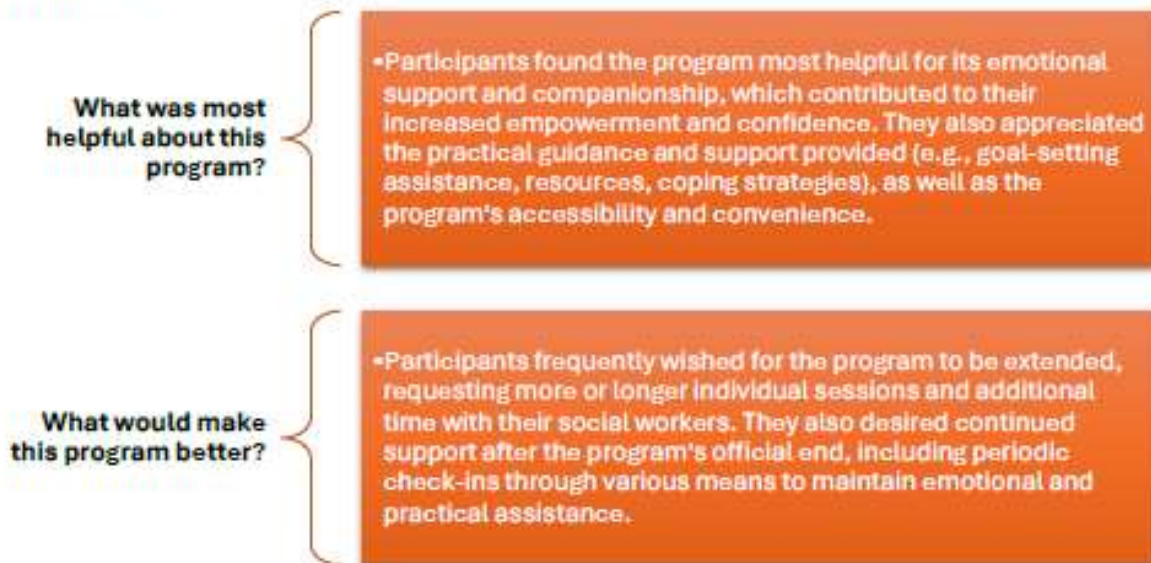 What was most
helpful about this
program?
•Participants found the program most helpful for its emotional
support and companionship, which contributed to their
increased empowerment and confidence. They also appreciated
the practical guidance and support provided (e.g., goal-setting
assistance, resources, coping strategies), as well as the
program's accessibility and convenience.
What would make
this program better?
•Participants frequently wished for the program to be extended,
requesting more or longer individual sessions and additional
time with their social workers. They also desired continued
support after the program's official end, including periodic
check-ins through various means to maintain emotional and
practical assistance.